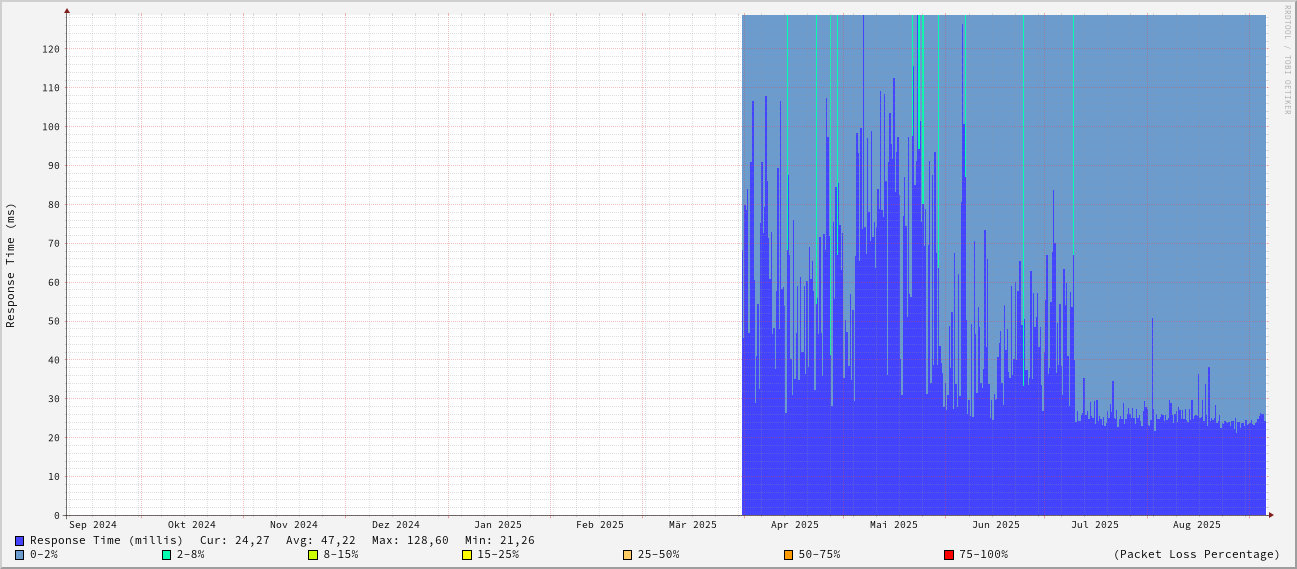 RRDTOOL / TOBI OETIKER
Response Time (ms)
120
110
100
90
80
70
60
50
40
30
20
10
0
Sep 2024 Okt 2024 Nov 2024 Dez 2024 Jan 2025 Feb 2025 Mär 2025 Apr 2025 Mai 2025 Jun 2025 Jul 2025 Aug 2025
Response Time (millis) Cur: 24,27 Avg: 47,22 Max: 128,60 Min: 21,26
0-2% 2-8% 8-15% 15-25% 25-50% 50-75% 75-100% (Packet Loss Percentage)